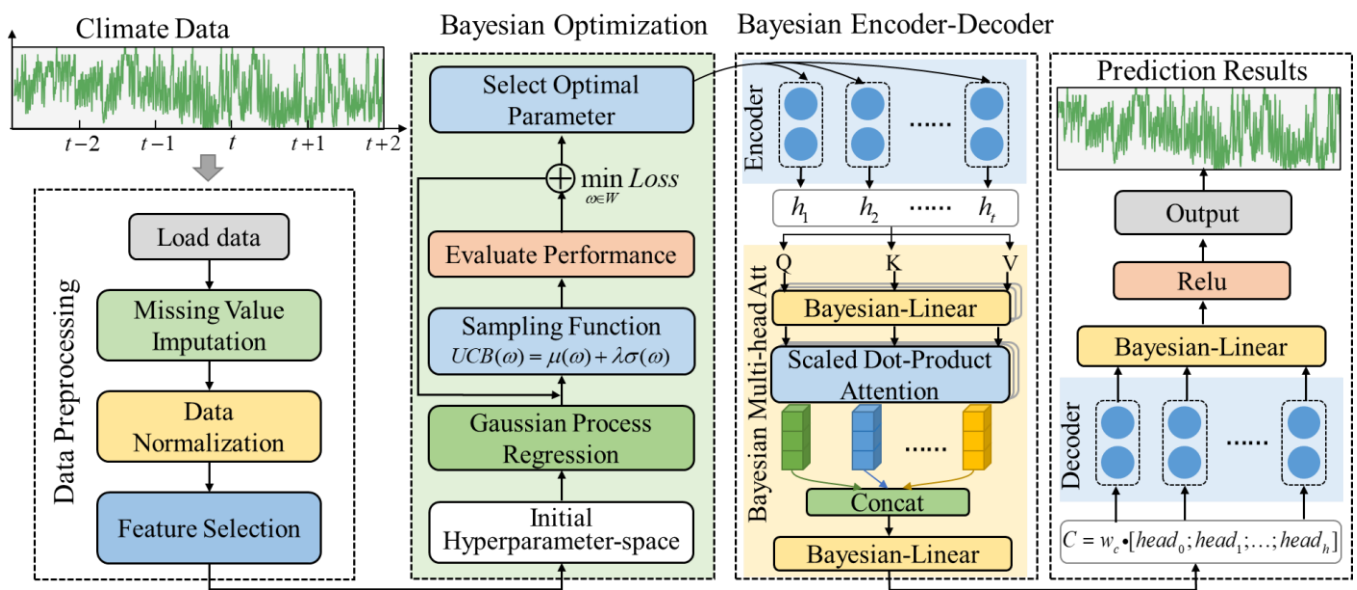 Climate Data
t−2 t−1 t t+1 t+2
Data Preprocessing
Load data
Missing Value
Imputation
Data
Normalization
Feature Selection
Bayesian Optimization
Select Optimal
Parameter
min Loss
ω∈W
Evaluate Performance
Sampling Function
UCB(ω) = μ(ω) + λσ(ω)
Gaussian Process
Regression
Initial
Hyperparameter-space
Bayesian Encoder-Decoder
Encoder
......
h₁ h₂ ...... hₜ
Bayesian Multi-head Att
Q K V
Bayesian-Linear
Scaled Dot-Product
Attention
......
Concat
Bayesian-Linear
Prediction Results
Output
Relu
Bayesian-Linear
Decoder
......
C = w_c•[head₀;head₁;…;head_h]